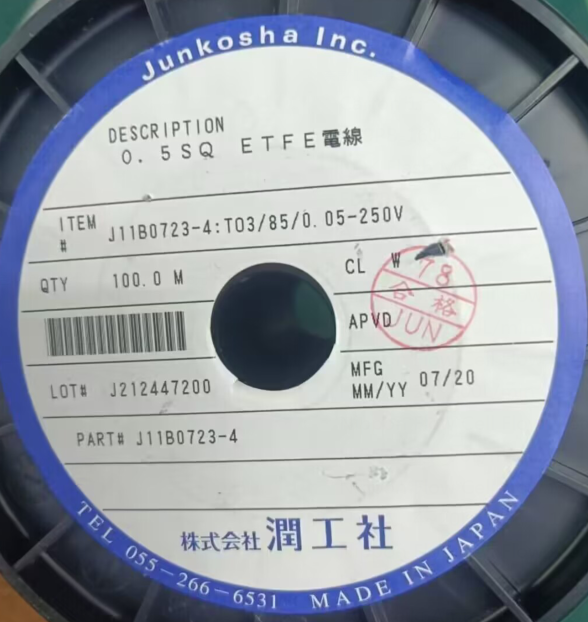 Junkosha Inc.
DESCRIPTION
0. 5SQ ETFE電線
ITEM # J11B0723-4:T03/85/0. 05-250V
QTY 100. 0 M
CL W
78
合格
JUN
APVD
LOT# J212447200
MFG MM/YY 07/20
PART# J11B0723-4
株式会社 潤工社
TEL 055-266-6531 MADE IN JAPAN